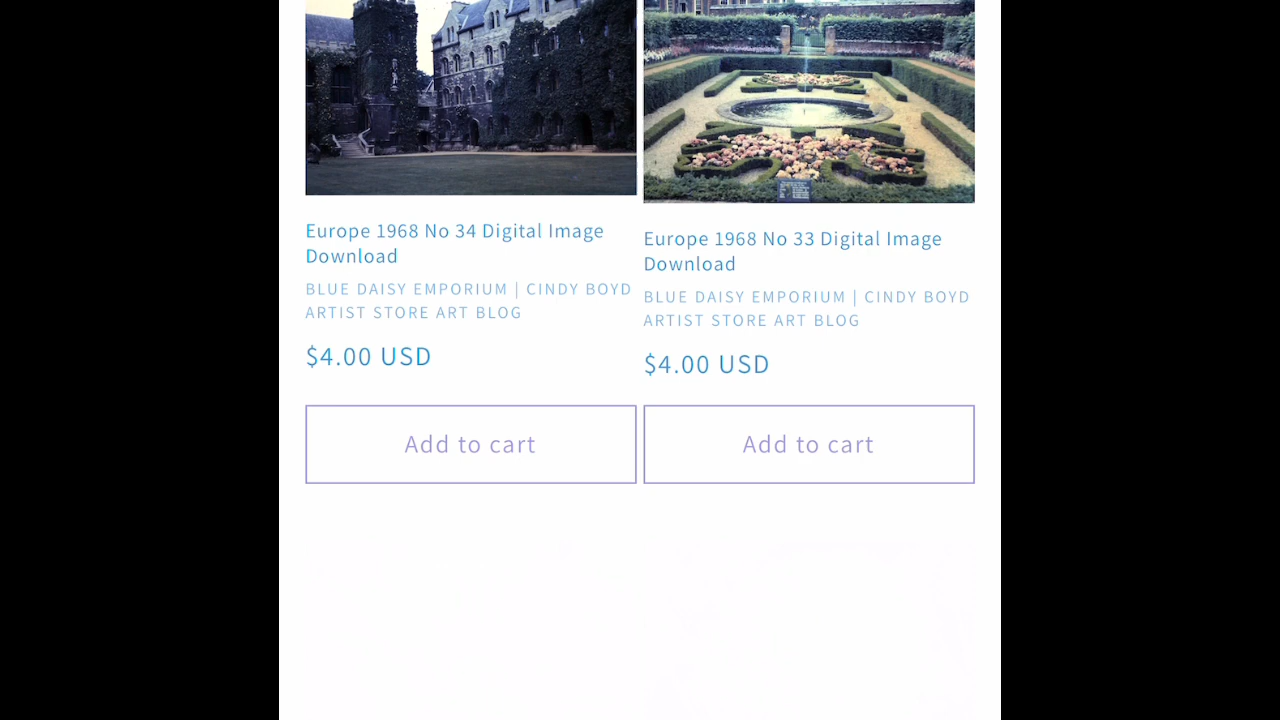 Europe 1968 No 34 Digital Image
Download
BLUE DAISY EMPORIUM | CINDY BOYD
ARTIST STORE ART BLOG
$4.00 USD
Add to cart
Europe 1968 No 33 Digital Image
Download
BLUE DAISY EMPORIUM | CINDY BOYD
ARTIST STORE ART BLOG
$4.00 USD
Add to cart